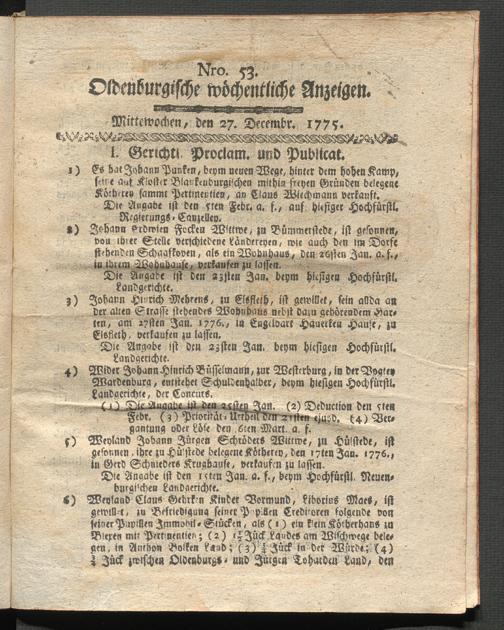 Nro. 53.
Oldenburgische wöchentliche Anzeigen.
Mittewochen, den 27. Decembr. 1775.
I. Gerichtl. Proclam. und Publicat.
1) Es hat Johann Punken, beym neuen Wege, hinter dem hohen Kamp,
seine auf Kloster Blankenburgischen mithin freyen Gründen belegene
Kötherey sammt Pertinentien, an Claus Wichmann verkauft.
Die Angabe ist den 5ten Febr. a. f., auf hiesiger Hochfürstl.
Regierungs-Canzelley.
2) Johann Erdwien Focken Wittwe, zu Bümmerstede, ist gesonnen,
von ihrer Stelle verschiedene Ländereyen, wie auch den im Dorfe
stehenden Schaafkoven, als ein Wohnhaus, den 26sten Jan. a. f.,
in ihrem Wohnhause, verkaufen zu lassen.
Die Angabe ist den 23sten Jan. beym hiesigen Hochfürstl.
Landgerichte.
3) Johann Hinrich Mehrens, zu Elsfleth, ist gewillet, sein allda an
der alten Strasse stehendes Wohnhaus nebst dazu gehörendem Gar-
ten, am 27sten Jan. 1776., in Engelbart Hauerken Hause, zu
Elsfleth, verkaufen zu lassen.
Die Angabe ist den 23sten Jan. beym hiesigen Hochfürstl.
Landgerichte.
4) Wider Johann Hinrich Büsselmann, zur Westerburg, in der Vogtey
Wardenburg, entstehet Schuldenhalber, beym hiesigen Hochfürstl.
Landgerichte, der Concurs.
(1) Die Angabe ist den 25sten Jan. (2) Deduction den 5ten
Febr. (3) Prioritäts-Urtheil den 21sten ejusd. (4) Ver-
gantung oder Löse den 6ten Mart. a. f.
5) Weyland Johann Jürgen Schröders Wittwe, zu Hülstede, ist
gesonnen, ihre zu Hülstede belegene Kötherey, den 17ten Jan. 1776.,
in Gerd Schnieders Krughause, verkaufen zu lassen.
Die Angabe ist den 15ten Jan. a. f., beym Hochfürstl. Neuen-
burgischen Landgerichte.
6) Weyland Claus Gehrken Kinder Vormund, Liborius Maes, ist
gewillet, zu Befriedigung seiner Pupillen Creditoren folgende von
seiner Pupillen Immobil-Stücken, als (1) ein klein Kötherhaus zu
Bleyen mit Pertinentien; (2) Jück Landes am Wischwege bele-
gen, in Anthon Bolken Land; (3) Jück in der Würde; (4)
Jück zwischen Oldenburgs- und Jürgen Toharden Land, den